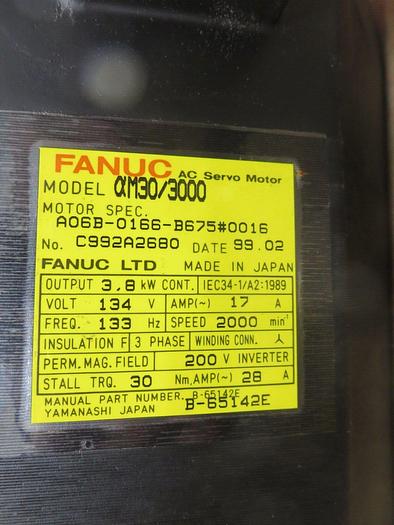 FANUC AC Servo Motor
MODEL αM30/3000
MOTOR SPEC.
A06B-0166-B675#0016
No. C992A2680 DATE 99.02
FANUC LTD MADE IN JAPAN
OUTPUT 3.8 kW CONT. IEC34-1/A2:1989
VOLT 134 V AMP(~) 17 A
FREQ. 133 Hz SPEED 2000 min⁻¹
INSULATION F 3 PHASE WINDING CONN. 人
PERM. MAG. FIELD 200 V INVERTER
STALL TRQ. 30 Nm, AMP(~) 28 A
MANUAL PART NUMBER. B-65142E
YAMANASHI JAPAN B-65142E